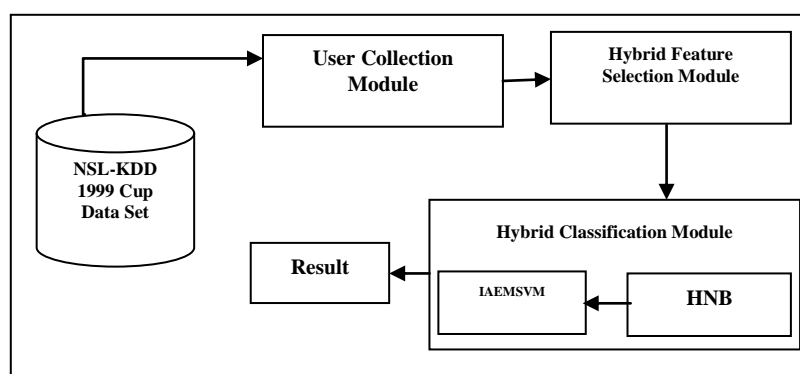 User Collection
Module
Hybrid Feature
Selection Module
NSL-KDD
1999 Cup
Data Set
Hybrid Classification Module
Result
IAEMSVM
HNB